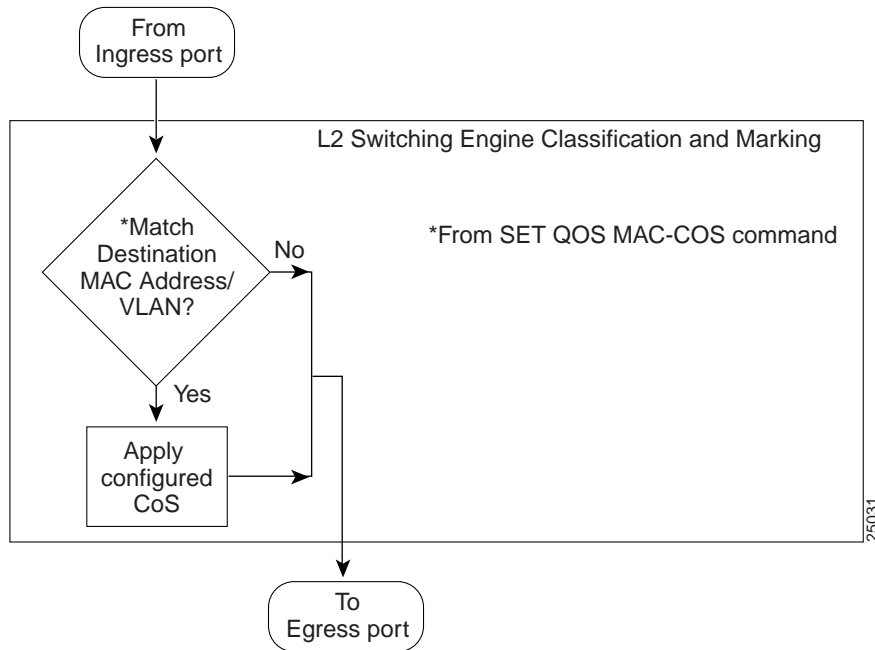 From
Ingress port
L2 Switching Engine Classification and Marking
*Match
Destination
MAC Address/
VLAN?
No
*From SET QOS MAC-COS command
Yes
Apply
configured
CoS
25031
To
Egress port